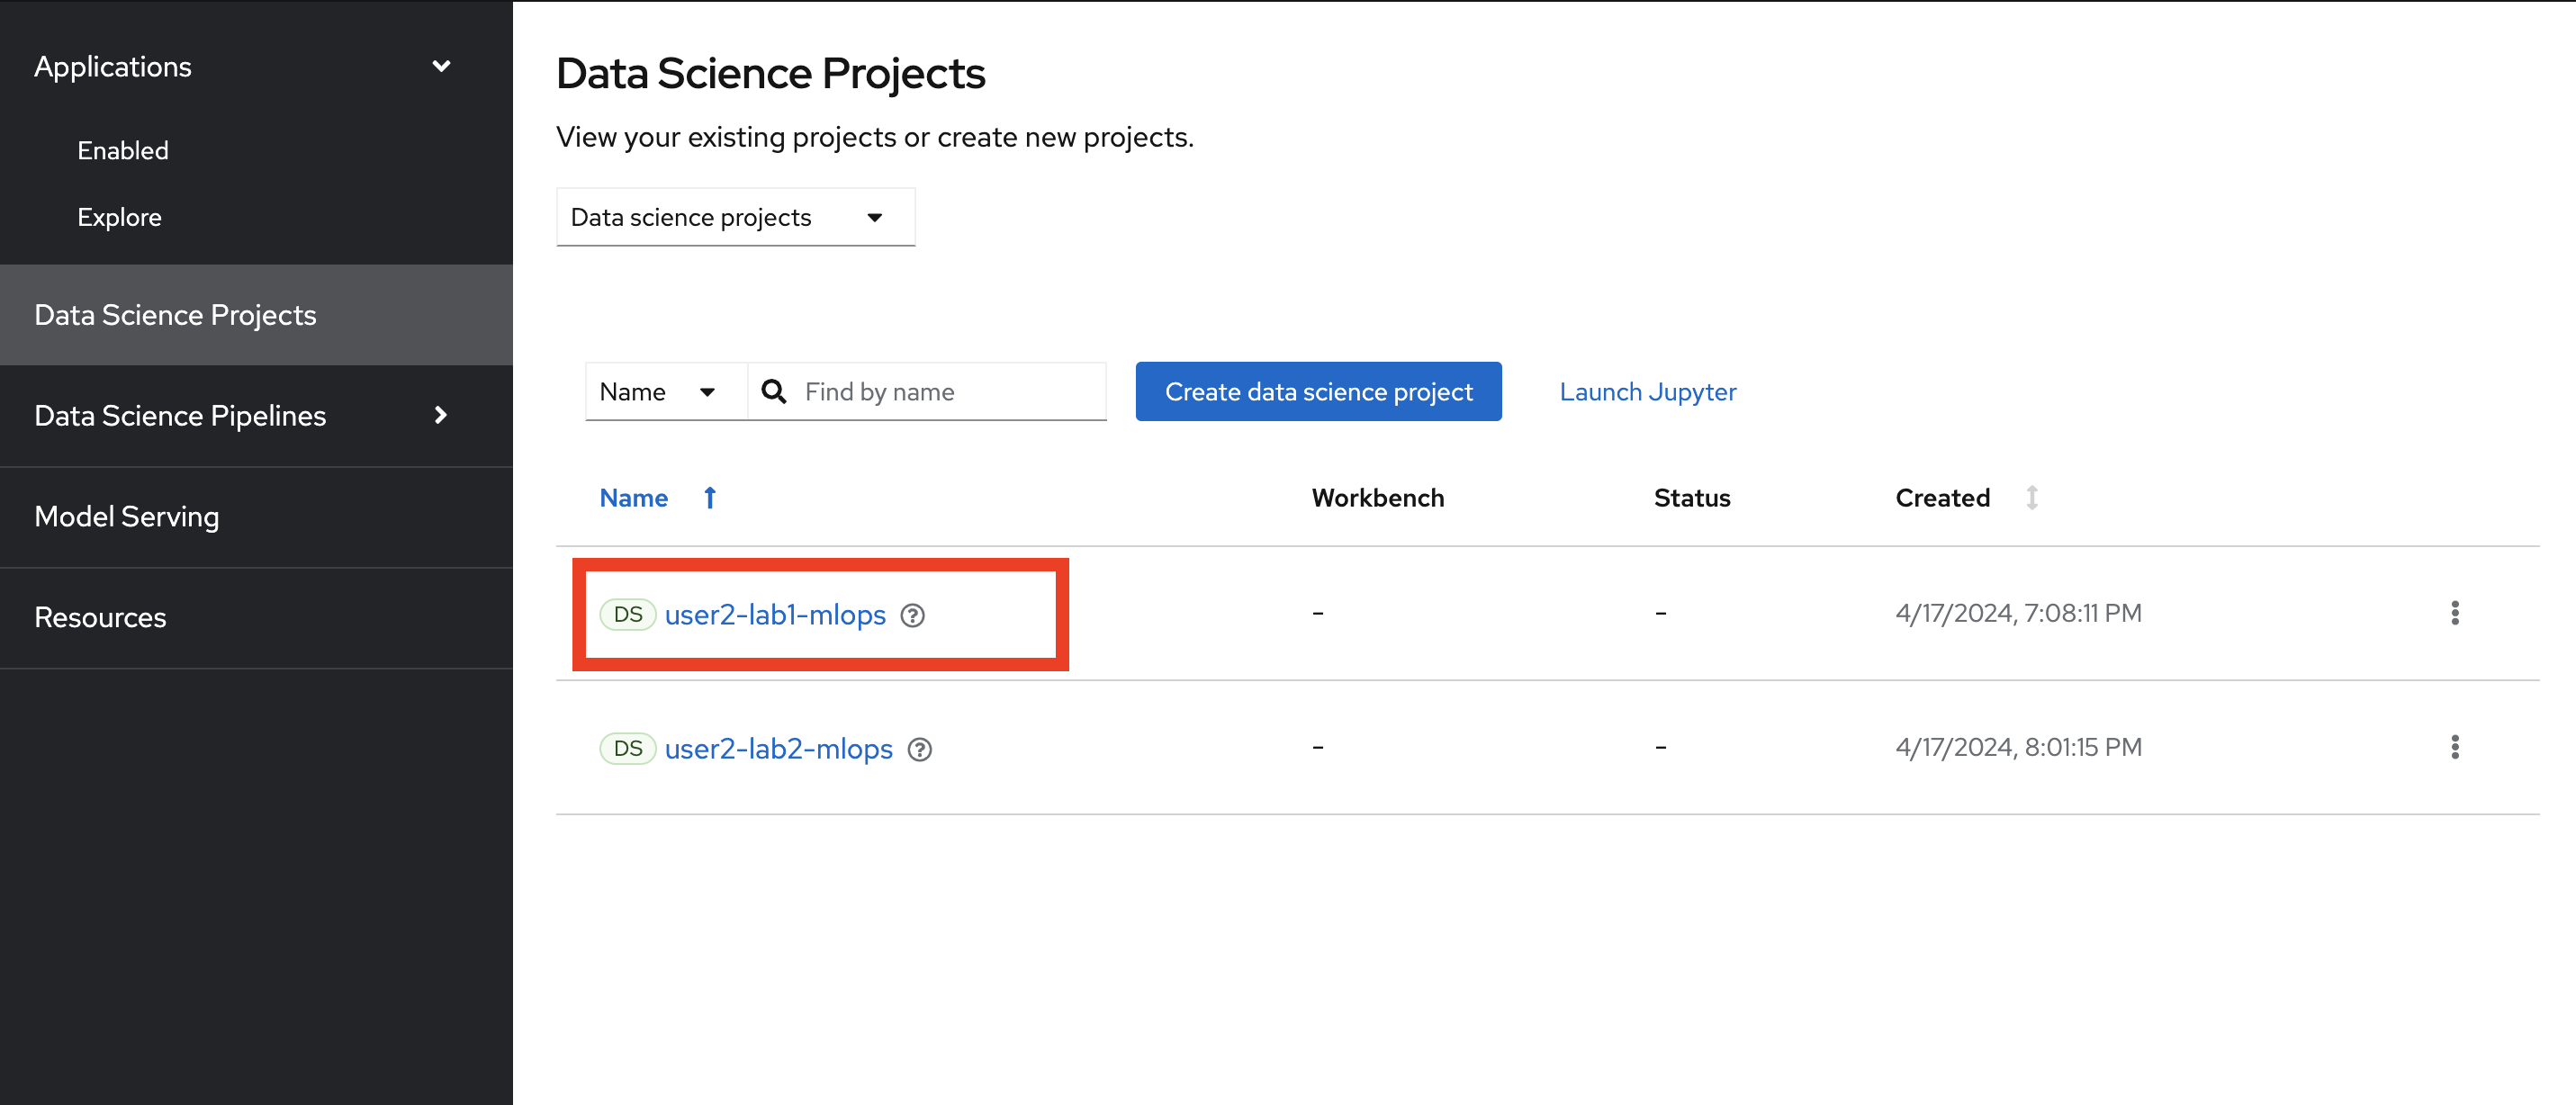 Applications
Enabled
Explore
Data Science Projects
Data Science Pipelines
Model Serving
Resources
Data Science Projects
View your existing projects or create new projects.
Data science projects
Name Find by name Create data science project Launch Jupyter
Name Workbench Status Created
DS user2-lab1-mlops - - 4/17/2024, 7:08:11 PM
DS user2-lab2-mlops - - 4/17/2024, 8:01:15 PM